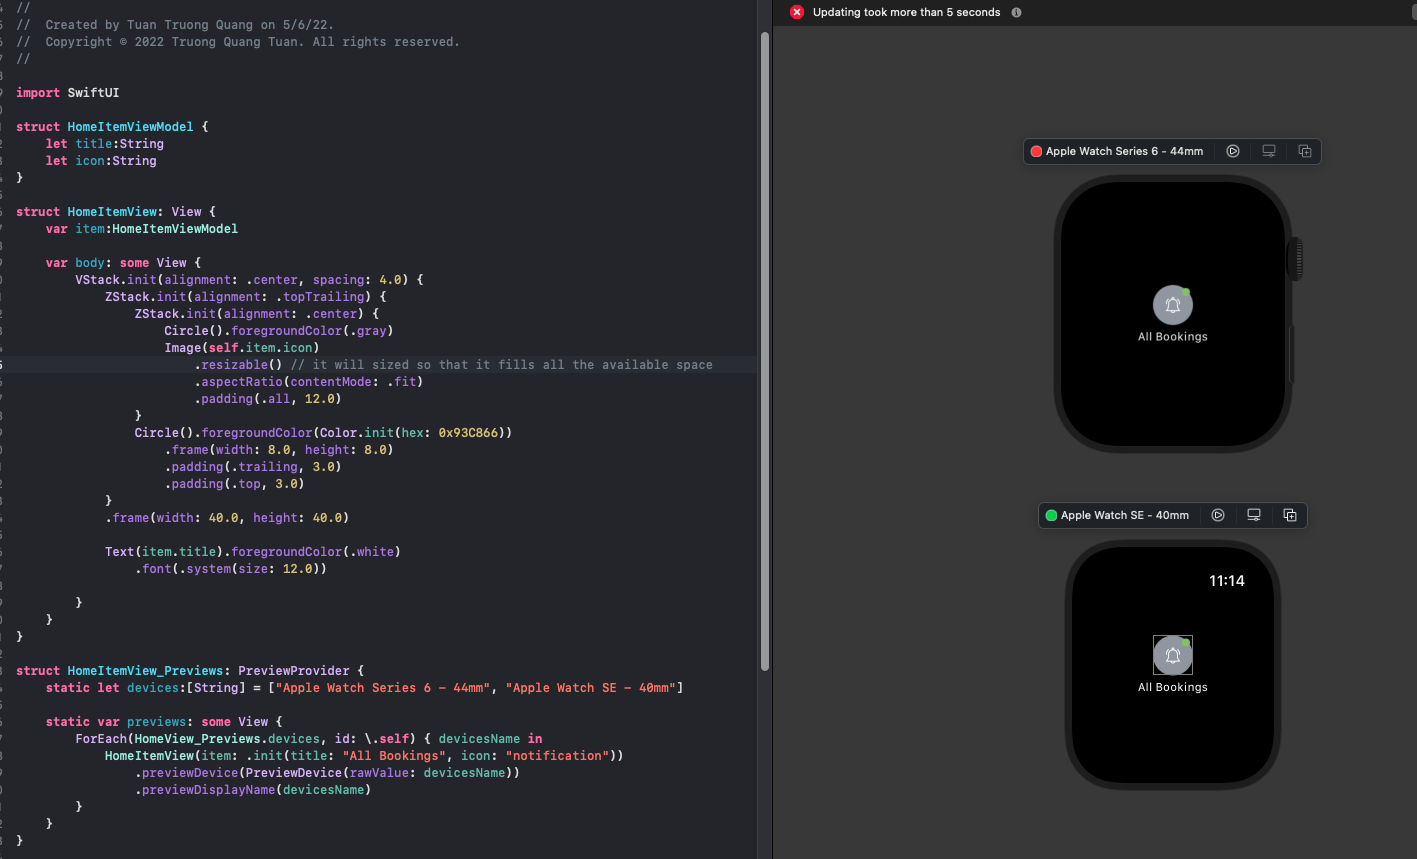 //
//  Created by Tuan Truong Quang on 5/6/22.
//  Copyright © 2022 Truong Quang Tuan. All rights reserved.
//
import SwiftUI
struct HomeItemViewModel {
    let title:String
    let icon:String
}
struct HomeItemView: View {
    var item:HomeItemViewModel
    var body: some View {
        VStack.init(alignment: .center, spacing: 4.0) {
            ZStack.init(alignment: .topTrailing) {
                ZStack.init(alignment: .center) {
                    Circle().foregroundColor(.gray)
                    Image(self.item.icon)
                        .resizable() // it will sized so that it fills all the available space
                        .aspectRatio(contentMode: .fit)
                        .padding(.all, 12.0)
                }
                Circle().foregroundColor(Color.init(hex: 0x93C866))
                    .frame(width: 8.0, height: 8.0)
                    .padding(.trailing, 3.0)
                    .padding(.top, 3.0)
            }
            .frame(width: 40.0, height: 40.0)
            Text(item.title).foregroundColor(.white)
                .font(.system(size: 12.0))
        }
    }
}
struct HomeItemView_Previews: PreviewProvider {
    static let devices:[String] = ["Apple Watch Series 6 - 44mm", "Apple Watch SE - 40mm"]
    static var previews: some View {
        ForEach(HomeView_Previews.devices, id: \.self) { devicesName in
            HomeItemView(item: .init(title: "All Bookings", icon: "notification"))
                .previewDevice(PreviewDevice(rawValue: devicesName))
                .previewDisplayName(devicesName)
        }
    }
}
Updating took more than 5 seconds
Apple Watch Series 6 - 44mm
All Bookings
Apple Watch SE - 40mm
11:14
All Bookings